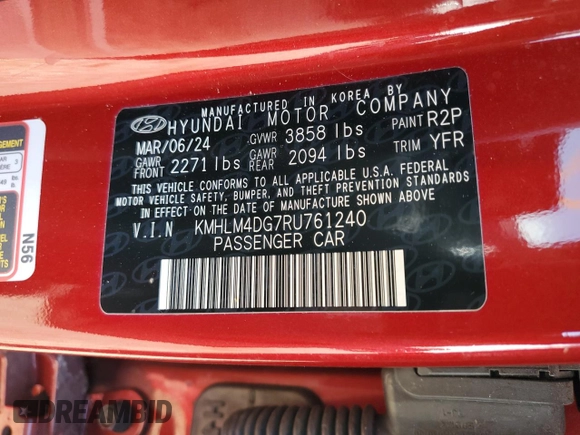 MANUFACTURED IN KOREA BY
HYUNDAI MOTOR COMPANY
MAR/06/24 GVWR 3858 lbs PAINT R2P
GAWR FRONT 2271 lbs GAWR REAR 2094 lbs TRIM YFR
THIS VEHICLE CONFORMS TO ALL APPLICABLE U.S.A. FEDERAL
MOTOR VEHICLE SAFETY, BUMPER, AND THEFT PREVENTION STANDARDS
IN EFFECT ON THE DATE OF MANUFACTURE SHOWN ABOVE
V.I.N KMHLM4DG7RU761240
PASSENGER CAR
N56
DREAMBID